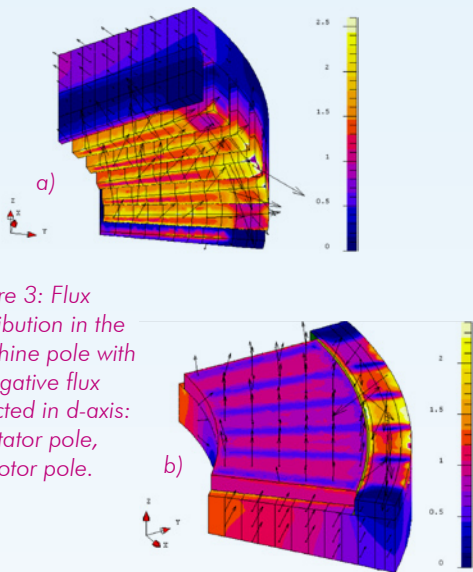 2.5
2
1.5
1
0.5
0
a)
Z
X
Y
re 3: Flux
ibution in the
hine pole with
egative flux
cted in d-axis:
tator pole,
otor pole.
b)
2
1.5
1
0.5
0
Z
Y
X